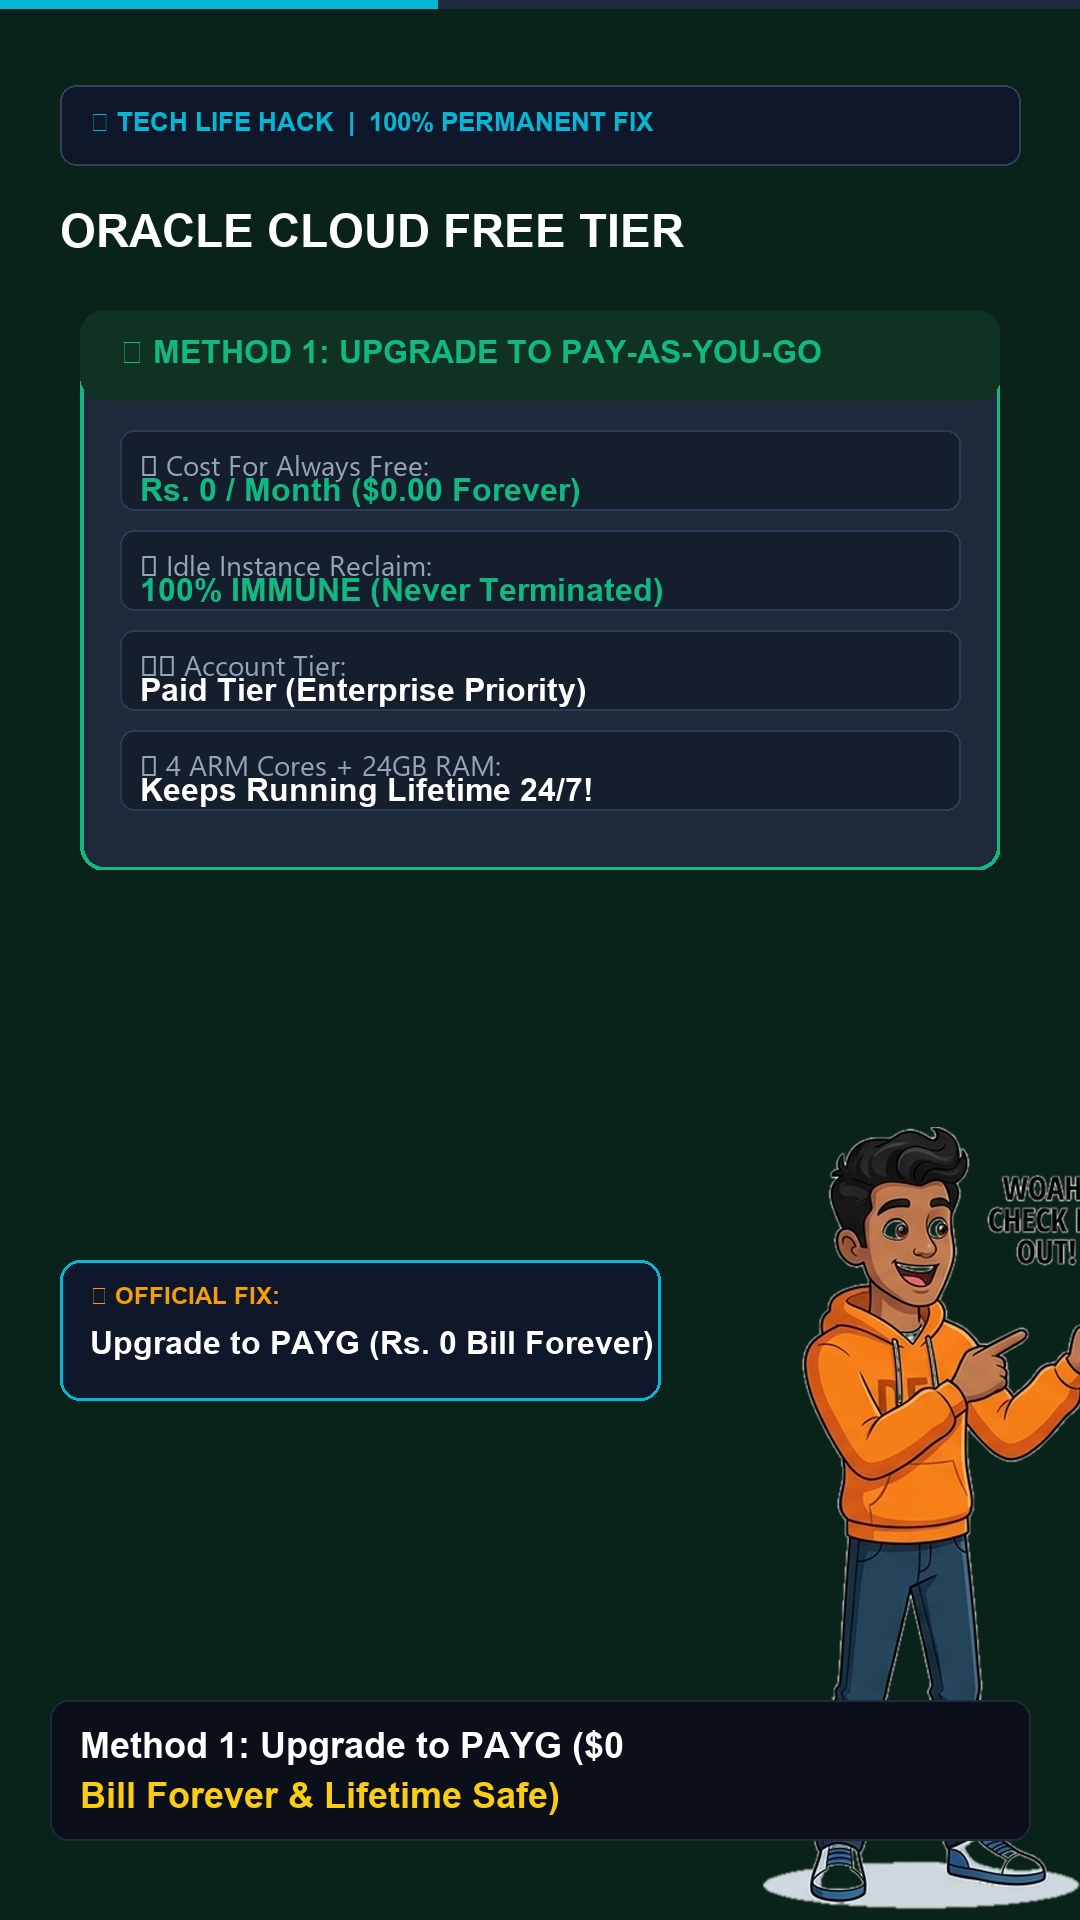 TECH LIFE HACK | 100% PERMANENT FIX
ORACLE CLOUD FREE TIER
METHOD 1: UPGRADE TO PAY-AS-YOU-GO
Cost For Always Free:
Rs. 0 / Month ($0.00 Forever)
Idle Instance Reclaim:
100% IMMUNE (Never Terminated)
Account Tier:
Paid Tier (Enterprise Priority)
4 ARM Cores + 24GB RAM:
Keeps Running Lifetime 24/7!
WOAH
CHECK
OUT!
OFFICIAL FIX:
Upgrade to PAYG (Rs. 0 Bill Forever)
Method 1: Upgrade to PAYG ($0
Bill Forever & Lifetime Safe)